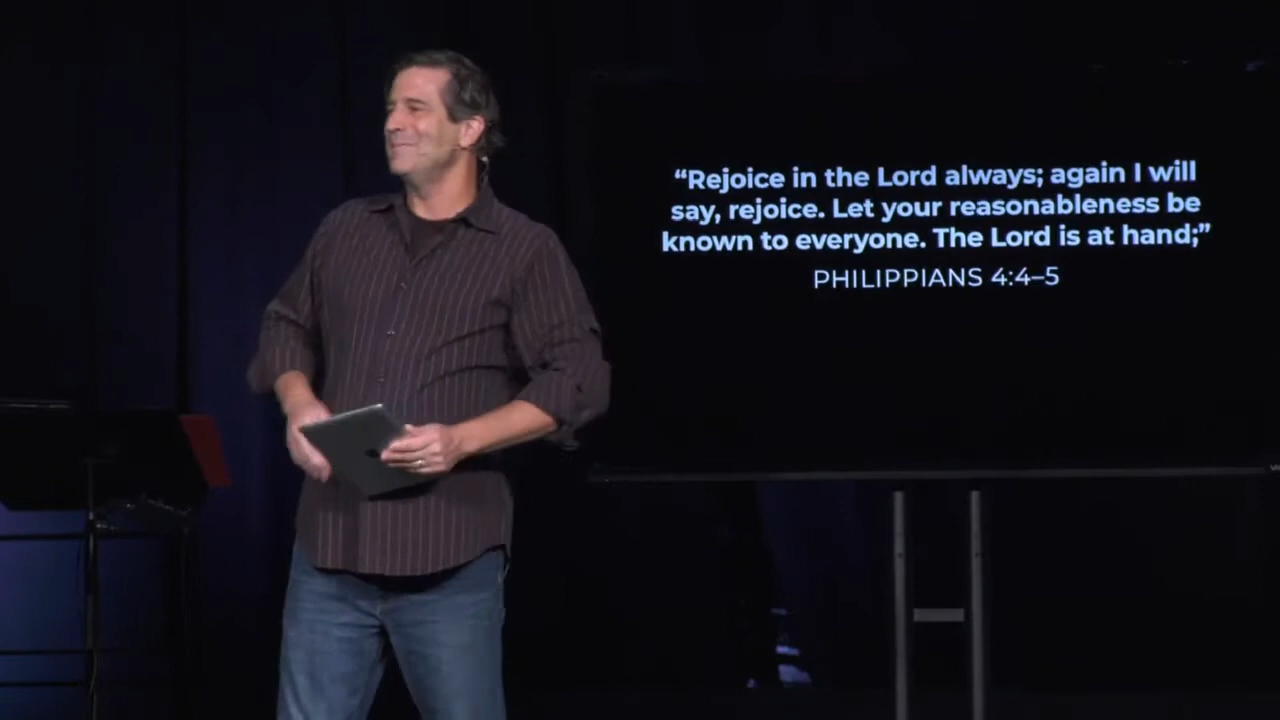 “Rejoice in the Lord always; again I will
say, rejoice. Let your reasonableness be
known to everyone. The Lord is at hand;”
PHILIPPIANS 4:4–5